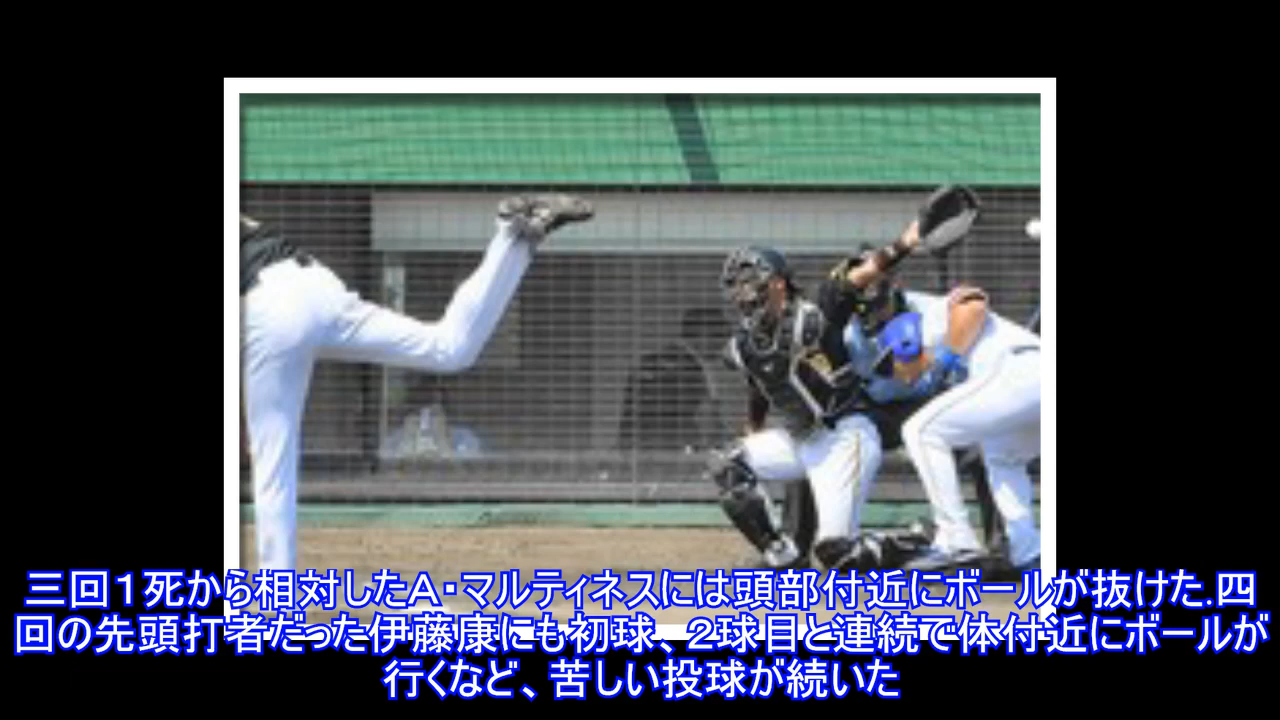 三回１死から相対したＡ・マルティネスには頭部付近にボールが抜けた.四
回の先頭打者だった伊藤康にも初球、２球目と連続で体付近にボールが
行くなど、苦しい投球が続いた